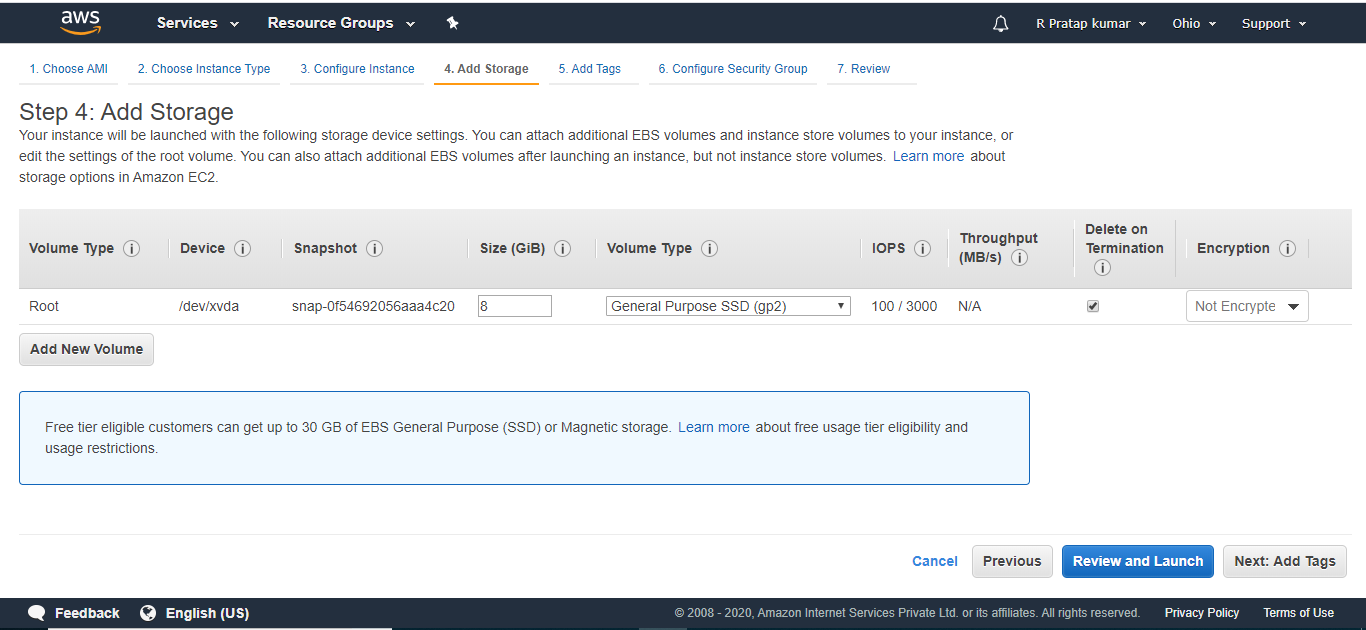 aws Services Resource Groups R Pratap kumar Ohio Support
1. Choose AMI 2. Choose Instance Type 3. Configure Instance 4. Add Storage 5. Add Tags 6. Configure Security Group 7. Review
Step 4: Add Storage
Your instance will be launched with the following storage device settings. You can attach additional EBS volumes and instance store volumes to your instance, or
edit the settings of the root volume. You can also attach additional EBS volumes after launching an instance, but not instance store volumes. Learn more about
storage options in Amazon EC2.
Volume Type i Device i Snapshot i Size (GiB) i Volume Type i IOPS i Throughput (MB/s) i Delete on Termination i Encryption i
Root /dev/xvda snap-0f54692056aaa4c20 8 General Purpose SSD (gp2) 100 / 3000 N/A Not Encrypte
Add New Volume
Free tier eligible customers can get up to 30 GB of EBS General Purpose (SSD) or Magnetic storage. Learn more about free usage tier eligibility and
usage restrictions.
Cancel Previous Review and Launch Next: Add Tags
Feedback English (US) © 2008 - 2020, Amazon Internet Services Private Ltd. or its affiliates. All rights reserved. Privacy Policy Terms of Use